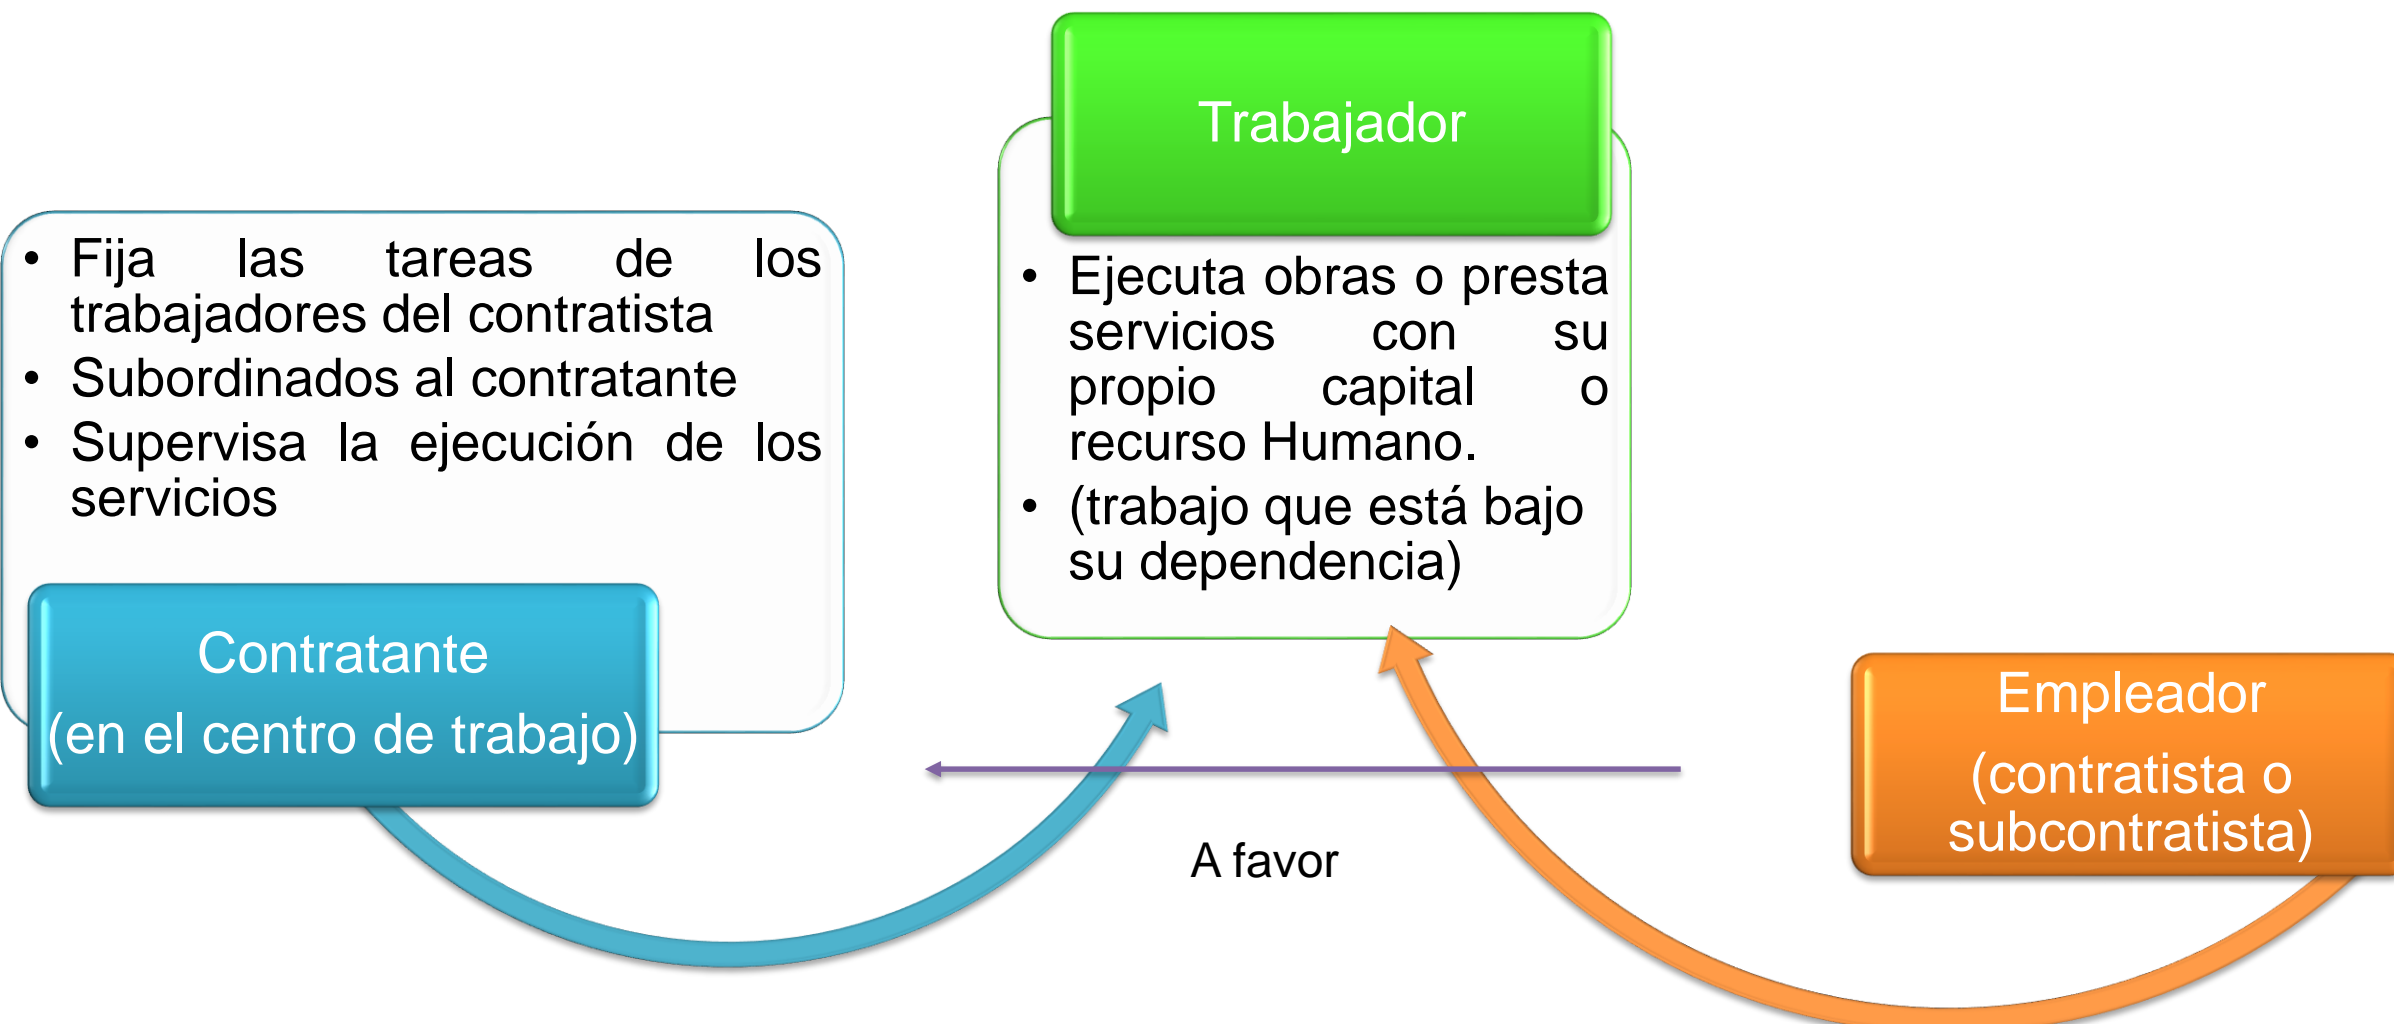 • Fija las tareas de los
trabajadores del contratista
• Subordinados al contratante
• Supervisa la ejecución de los
servicios
Contratante
(en el centro de trabajo)
Trabajador
• Ejecuta obras o presta
servicios con su
propio capital o
recurso Humano.
• (trabajo que está bajo
su dependencia)
A favor
Empleador
(contratista o
subcontratista)